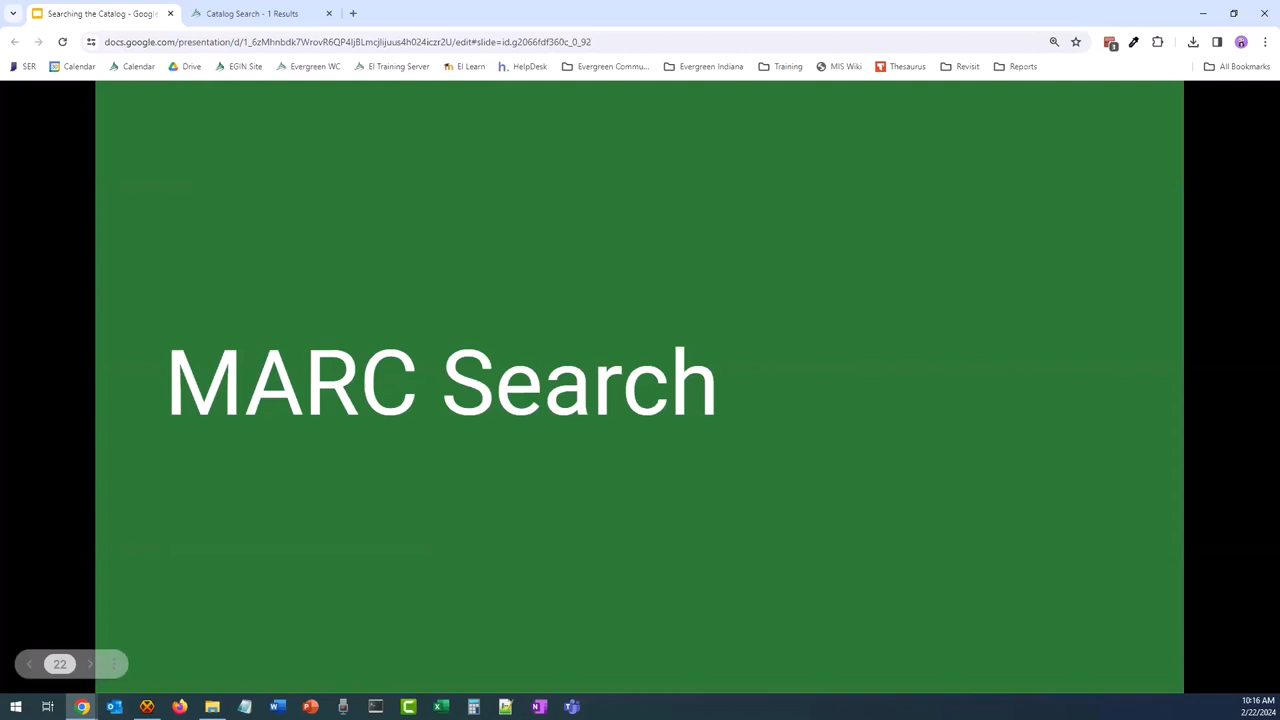 Searching the Catalog - Google
Catalog Search - 1 Results
docs.google.com/presentation/d/1_6zMhnbdk7WrovR6QP4IjBLmcjlijuus4h024iczr2U/edit#slide=id.g2066fdf360c_0_92
SER
Calendar
Calendar
Drive
EGIN Site
Evergreen WC
EI Training Server
EI Learn
HelpDesk
Evergreen Commu...
Evergreen Indiana
Training
MIS Wiki
Thesaurus
Revisit
Reports
All Bookmarks
MARC Search
22
10:16 AM
2/22/2024